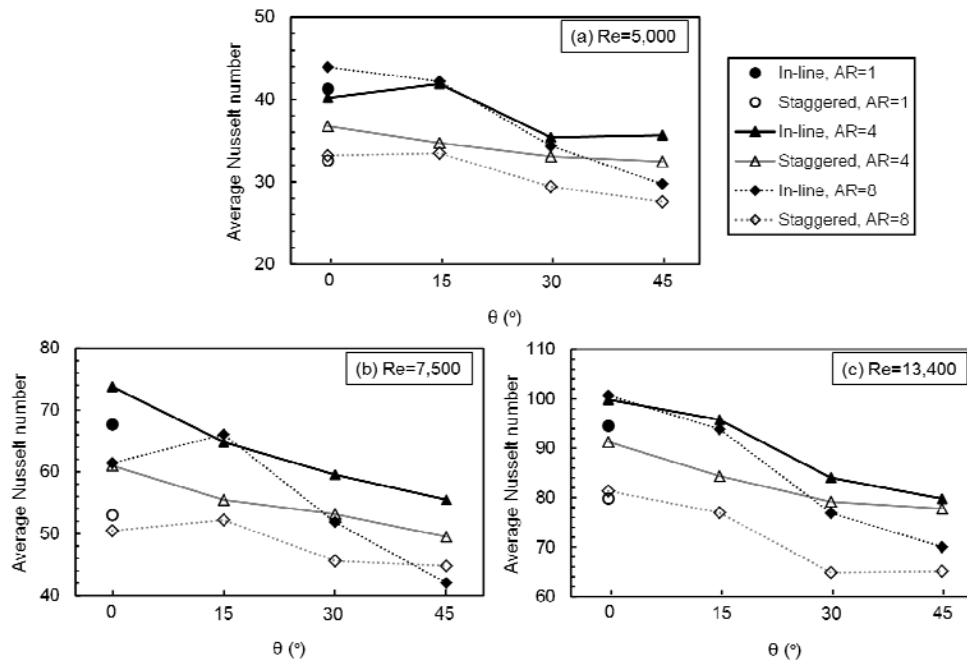 (a) Re=5,000
Average Nusselt number
50
40
30
20
0 15 30 45
θ (°)
In-line, AR=1
Staggered, AR=1
In-line, AR=4
Staggered, AR=4
In-line, AR=8
Staggered, AR=8
(b) Re=7,500
Average Nusselt number
80
70
60
50
40
0 15 30 45
θ (°)
(c) Re=13,400
Average Nusselt number
110
100
90
80
70
60
0 15 30 45
θ (°)